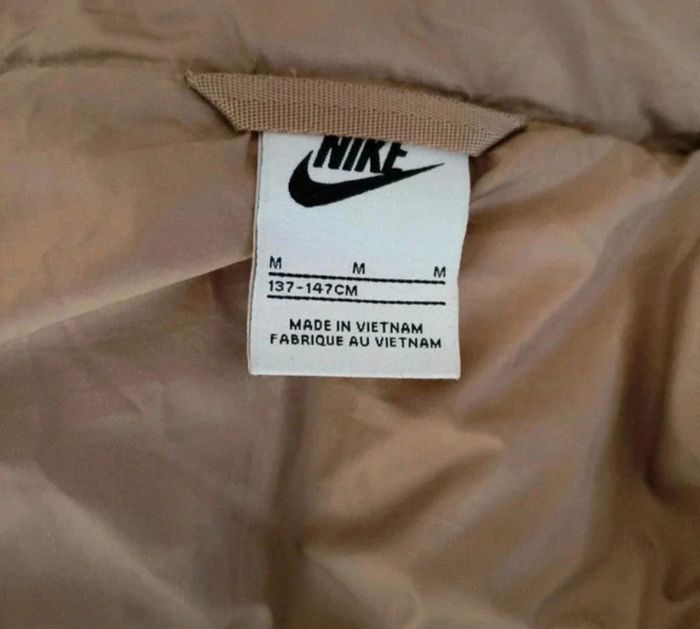 NIKE
M M M
137-147CM
MADE IN VIETNAM
FABRIQUE AU VIETNAM